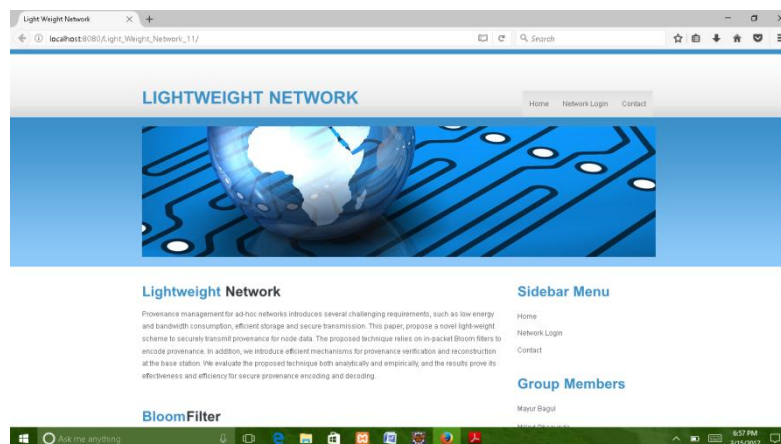 Light Weight Network
localhost:8080/Light_Weight_Network_11/
Search
LIGHTWEIGHT NETWORK
Home Network Login Contact
Lightweight Network
Provenance management for ad-hoc networks introduces several challenging requirements, such as low energy
and bandwidth consumption, efficient storage and secure transmission. This paper, propose a novel light-weight
scheme to securely transmit provenance for node data. The proposed technique relies on in-packet Bloom filters to
encode provenance. In addition, we introduce efficient mechanisms for provenance verification and reconstruction
at the base station. We evaluate the proposed technique both analytically and empirically, and the results prove its
effectiveness and efficiency for secure provenance encoding and decoding.
BloomFilter
Sidebar Menu
Home
Network Login
Contact
Group Members
Mayur Bagul
Ask me anything
6:57 PM
3/15/2017